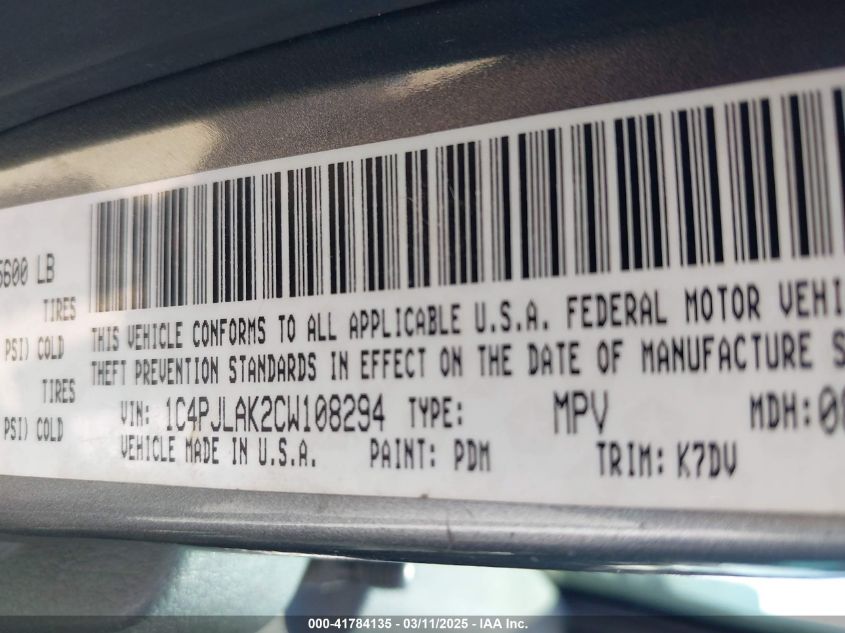 5600 LB
TIRES
PSI) COLD
TIRES
PSI) COLD
THIS VEHICLE CONFORMS TO ALL APPLICABLE U.S.A. FEDERAL MOTOR VEHI
THEFT PREVENTION STANDARDS IN EFFECT ON THE DATE OF MANUFACTURE S
VIN: 1C4PJLAK2CW108294 TYPE: MPV MDH:08
VEHICLE MADE IN U.S.A. PAINT: PDM TRIM: K7DV
000-41784135 - 03/11/2025 - IAA Inc.